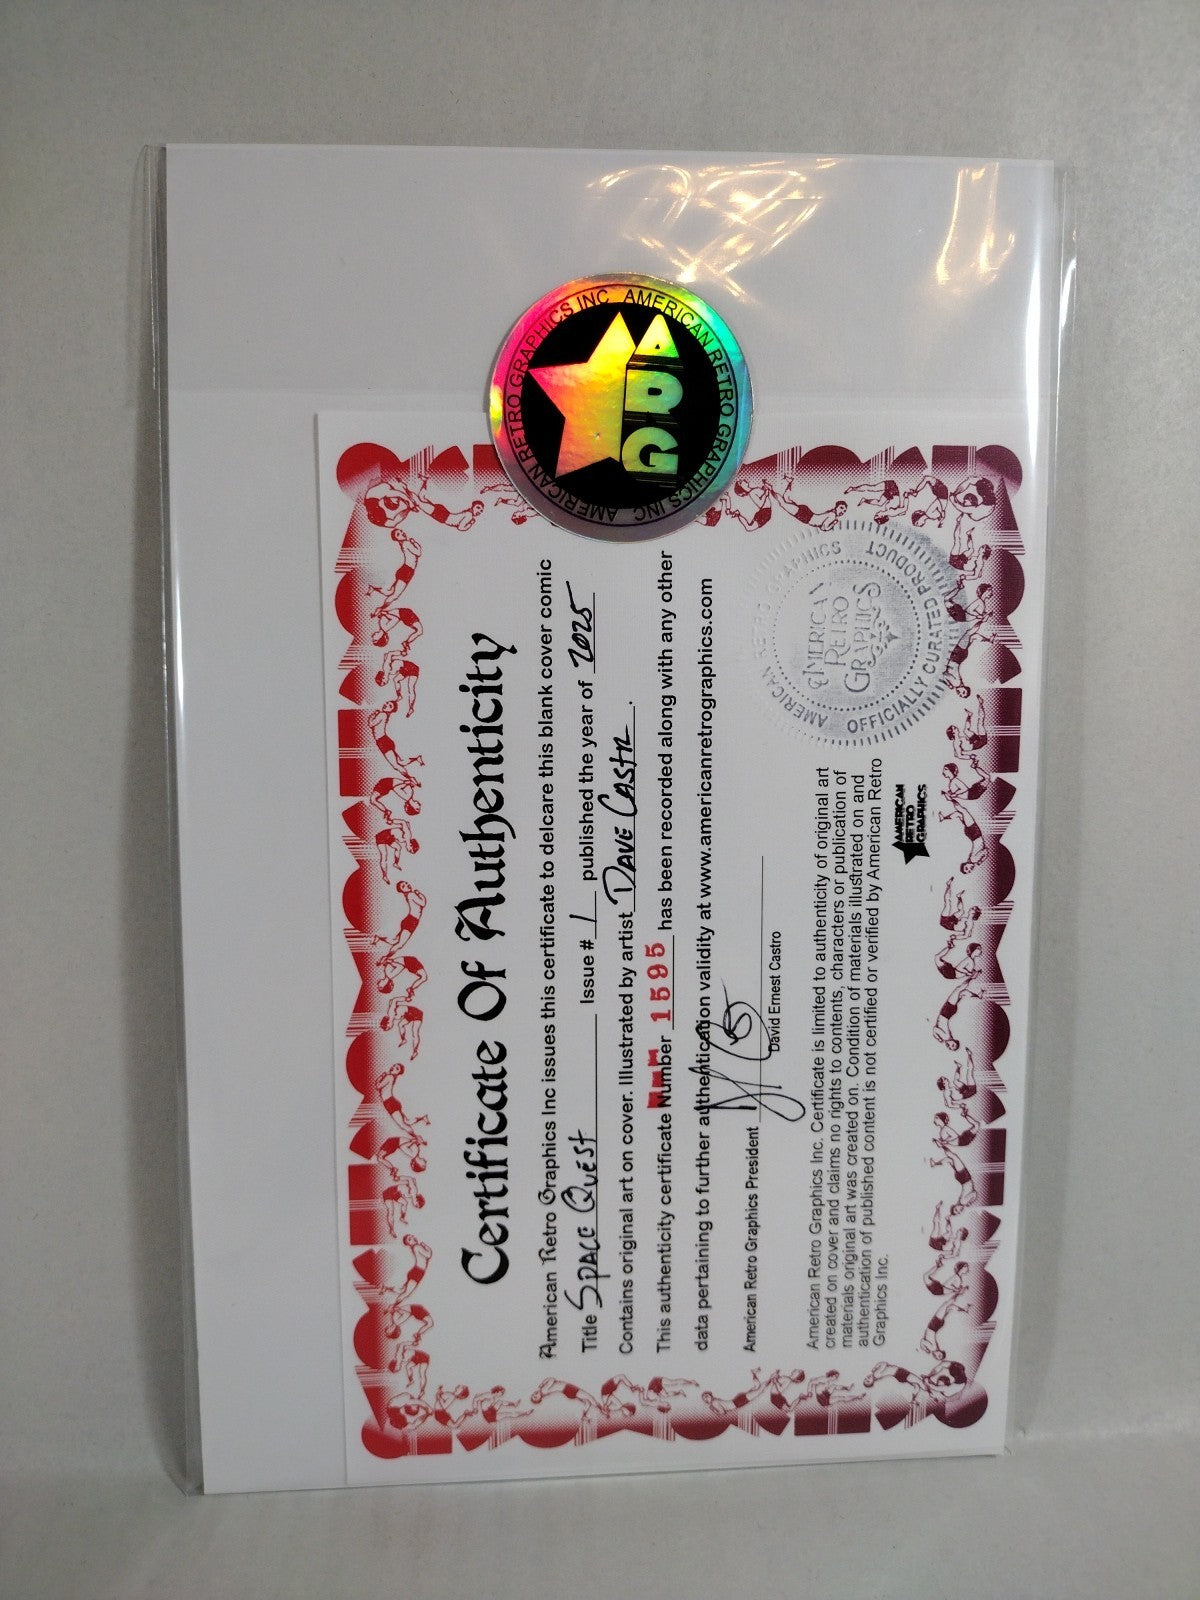 AMERICAN RETRO GRAPHICS INC AMERICAN RETRO GRAPHICS INC
ARG
Certificate Of Authenticity
American Retro Graphics Inc issues this certificate to delcare this blank cover comic
Title SPACE QUEST Issue # 1 published the year of 2025
Contains original art on cover. Illustrated by artist DAVE CASTR.
This authenticity certificate Number 1595 has been recorded along with any other
data pertaining to further authentication validity at www.americanretrographics.com
American Retro Graphics President
David Ernest Castro
American Retro Graphics Inc. Certificate is limited to authenticity of original art
created on cover and claims no rights to contents, characters or publication of
materials original art was created on. Condition of materials illustrated on and
authentication of published content is not certified or verified by American Retro
Graphics Inc.
AMERICAN
RETRO
GRAPHICS
AMERICAN RETRO GRAPHICS
OFFICIALLY CURATED PRODUCT
AMERICAN
RETRO
GRAPHICS